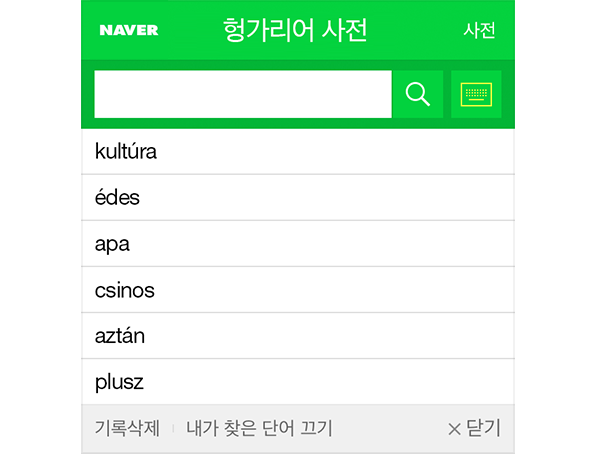 NAVER 헝가리어 사전 사전
kultúra
édes
apa
csinos
aztán
plusz
기록삭제 내가 찾은 단어 끄기 × 닫기